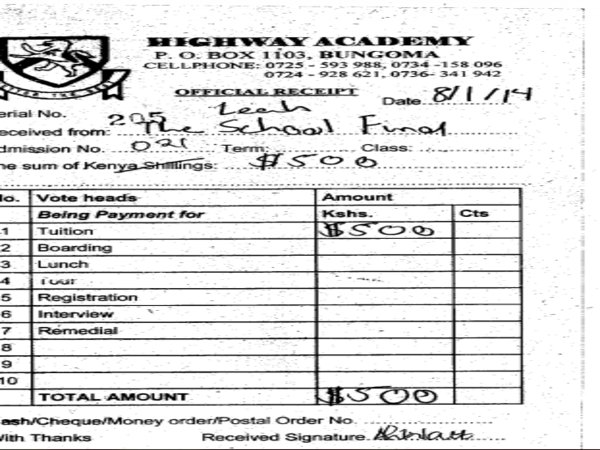 HIGHWAY ACADEMY
P. O. BOX 1103, BUNGOMA
CELLPHONE: 0725 - 593 988, 0734 -158 096
0724 - 928 621, 0736- 341 942
OFFICIAL RECEIPT
Date 8/1/14
erial No. 205 Leah
eceived from: The School Fund
dmission No. 021 Term: Class:
he sum of Kenya Shillings: $500
No. Vote heads Amount
Being Payment for Kshs. Cts
1 Tuition $500
2 Boarding
3 Lunch
4 Tour
5 Registration
6 Interview
7 Remedial
8
9
10
TOTAL AMOUNT $500
ash/Cheque/Money order/Postal Order No.
With Thanks Received Signature